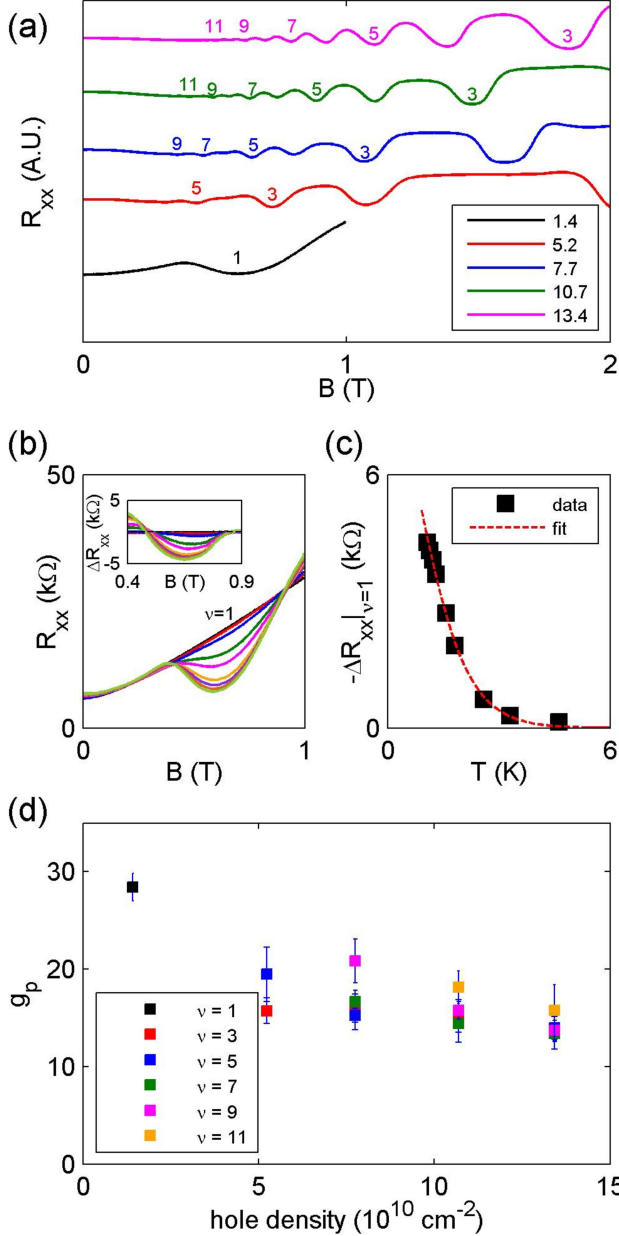 (a)
11 9 7 5 3
11 9 7 5 3
9 7 5 3
5 3
1
R_xx (A.U.)
1.4
5.2
7.7
10.7
13.4
0 1 2
B (T)
(b) (c)
50
R_xx (kΩ)
0
5
ΔR_xx (kΩ)
-5
0.4 0.9
B (T)
ν=1
0 1
B (T)
6
-ΔR_xx|ν=1 (kΩ)
0
data
fit
0 2 4 6
T (K)
(d)
30
20
10
0
g_p
ν = 1
ν = 3
ν = 5
ν = 7
ν = 9
ν = 11
0 5 10 15
hole density (10^10 cm^-2)